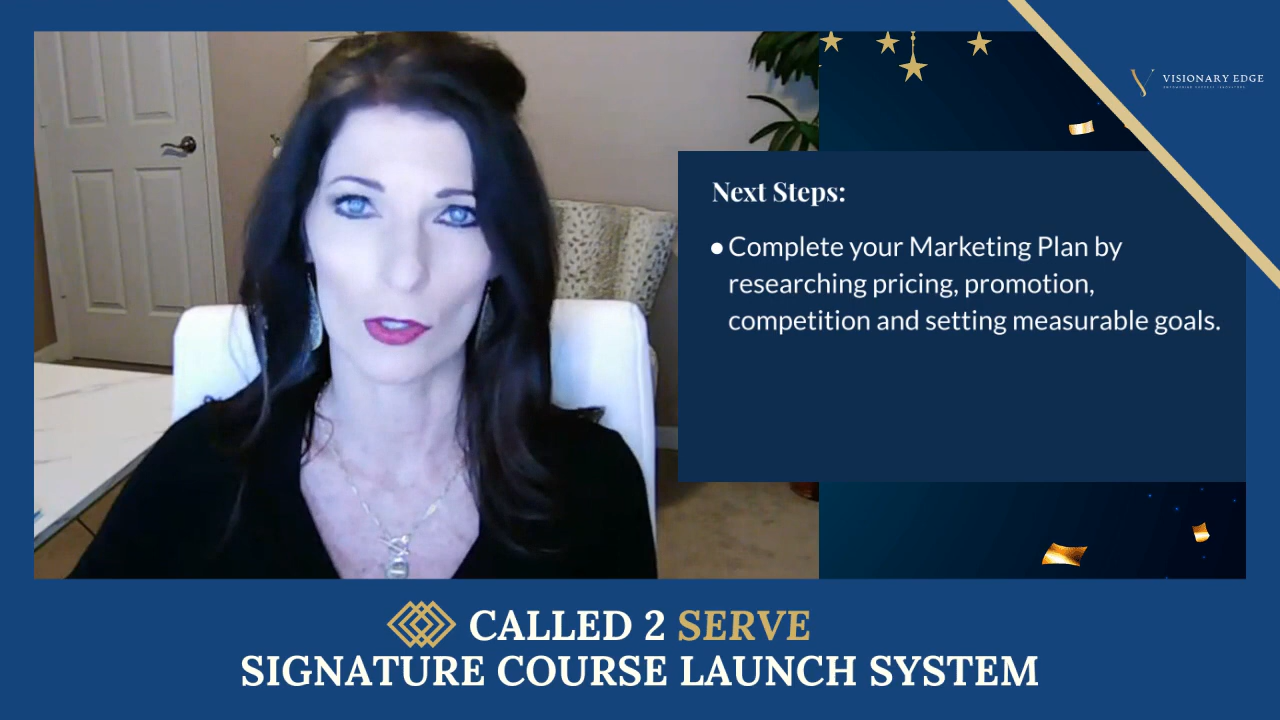 VISIONARY EDGE
Next Steps:
● Complete your Marketing Plan by
researching pricing, promotion,
competition and setting measurable goals.
CALLED 2 SERVE
SIGNATURE COURSE LAUNCH SYSTEM